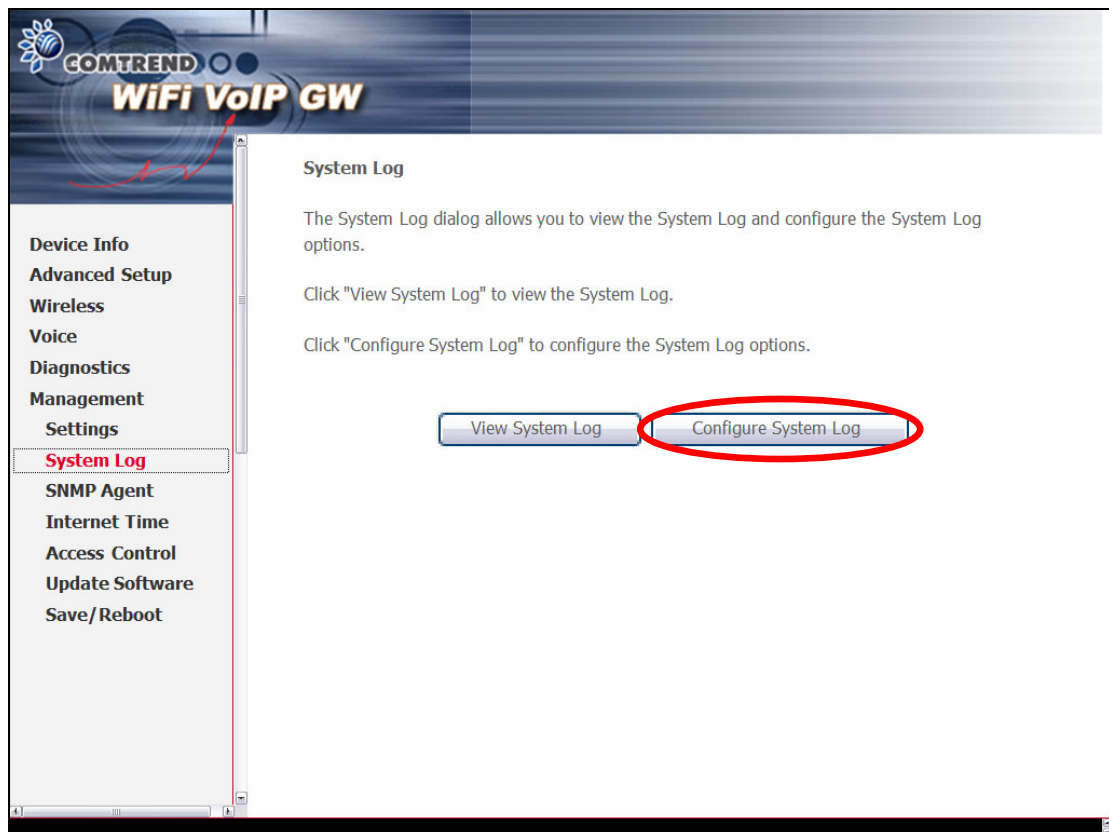 COMTREND
WiFi VoIP GW
Device Info
Advanced Setup
Wireless
Voice
Diagnostics
Management
Settings
System Log
SNMP Agent
Internet Time
Access Control
Update Software
Save/Reboot
System Log
The System Log dialog allows you to view the System Log and configure the System Log
options.
Click "View System Log" to view the System Log.
Click "Configure System Log" to configure the System Log options.
View System Log
Configure System Log